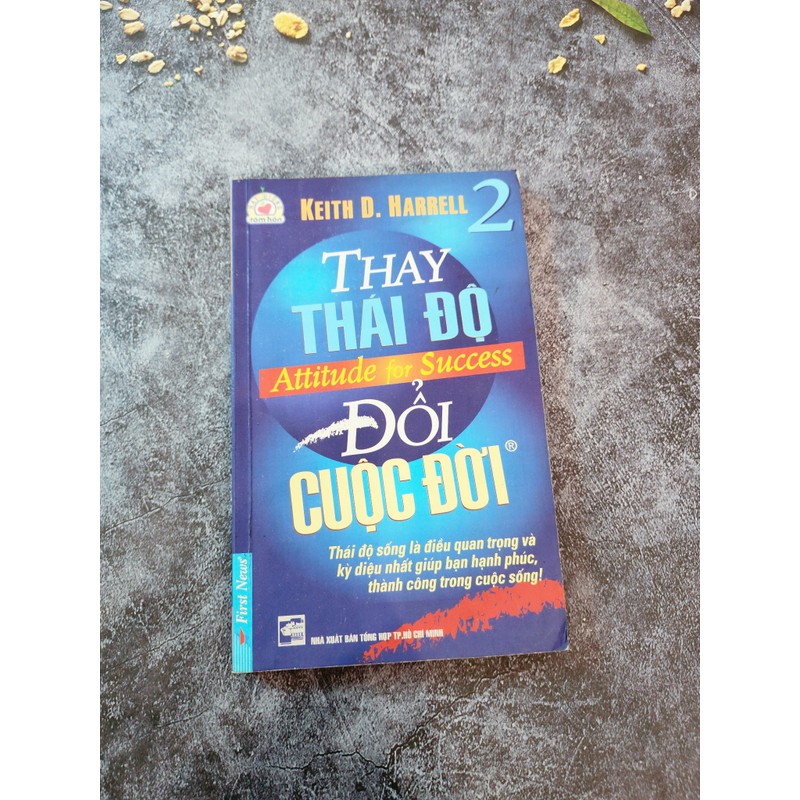 KEITH D. HARRELL 2
tâm hồn
THAY
THÁI ĐỘ
Attitude for Success
ĐỔI
CUỘC ĐỜI®
Thái độ sống là điều quan trọng và
kỳ diệu nhất giúp bạn hạnh phúc,
thành công trong cuộc sống!
First News
NHÀ XUẤT BẢN TỔNG HỢP TP.HỒ CHÍ MINH